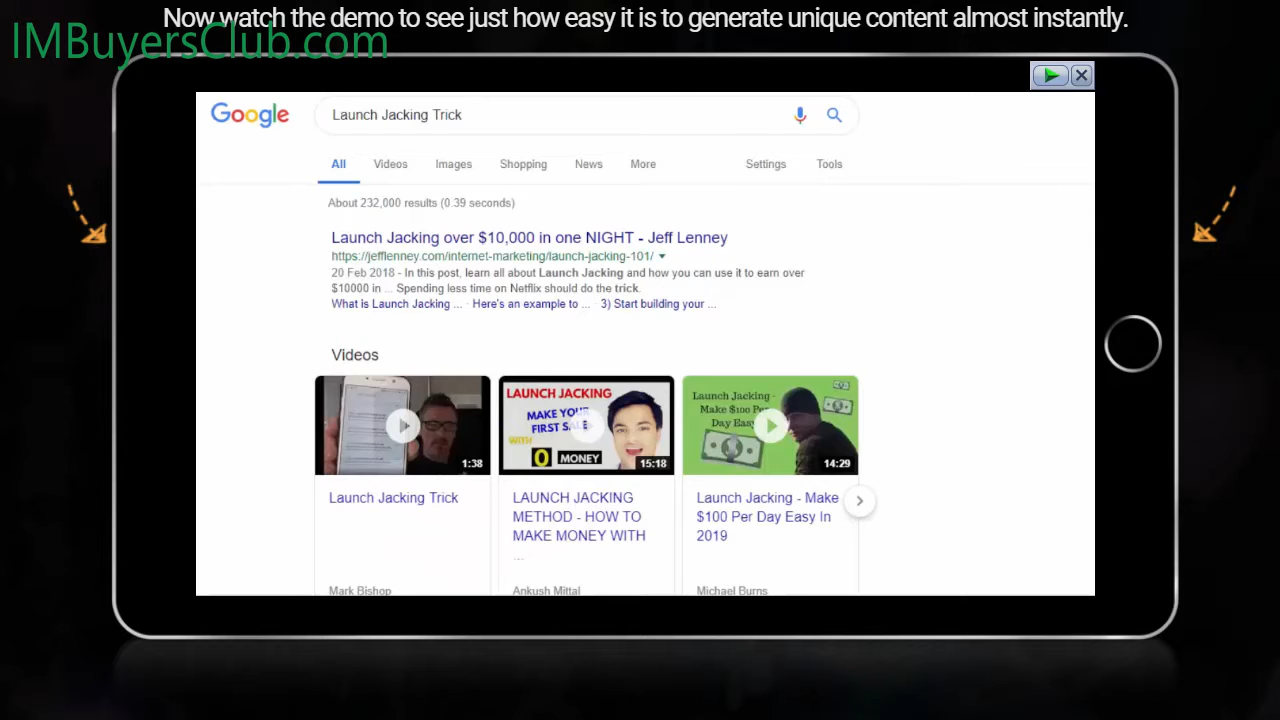 Now watch the demo to see just how easy it is to generate unique content almost instantly.
IMBuyersClub.com
Google
Launch Jacking Trick
All Videos Images Shopping News More Settings Tools
About 232,000 results (0.39 seconds)
Launch Jacking over $10,000 in one NIGHT - Jeff Lenney
https://jefflenney.com/internet-marketing/launch-jacking-101/
20 Feb 2018 - In this post, learn all about Launch Jacking and how you can use it to earn over
$10000 in ... Spending less time on Netflix should do the trick.
What is Launch Jacking ... · Here's an example to ... · 3) Start building your ...
Videos
1:38
LAUNCH JACKING
MAKE YOUR
FIRST SALE
WITH
0 MONEY
15:18
Launch Jacking -
Make $100 Per
Day Easy
14:29
Launch Jacking Trick
LAUNCH JACKING
METHOD - HOW TO
MAKE MONEY WITH
...
Launch Jacking - Make
$100 Per Day Easy In
2019
Mark Bishop
Ankush Mittal
Michael Burns